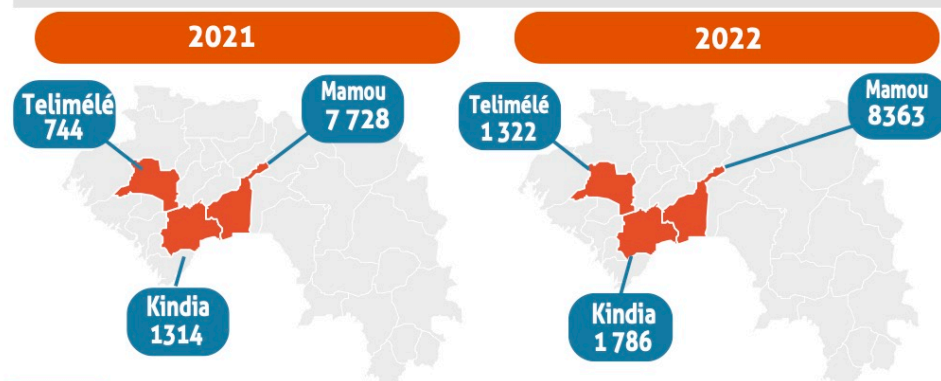 2021
Telimélé
744
Mamou
7 728
Kindia
1314
2022
Telimélé
1 322
Mamou
8363
Kindia
1 786